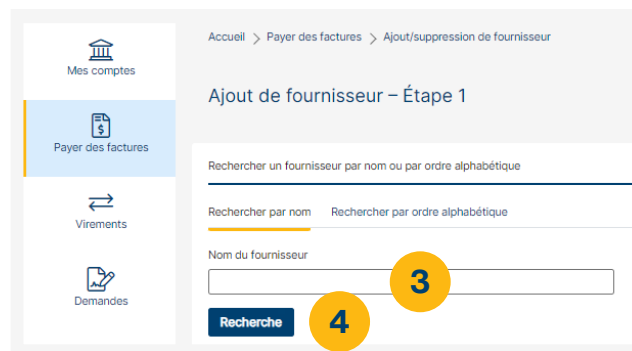 Accueil > Payer des factures > Ajout/suppression de fournisseur
Mes comptes
Ajout de fournisseur – Étape 1
Payer des factures
Rechercher un fournisseur par nom ou par ordre alphabétique
Virements
Rechercher par nom Rechercher par ordre alphabétique
Nom du fournisseur
3
Demandes
Recherche 4